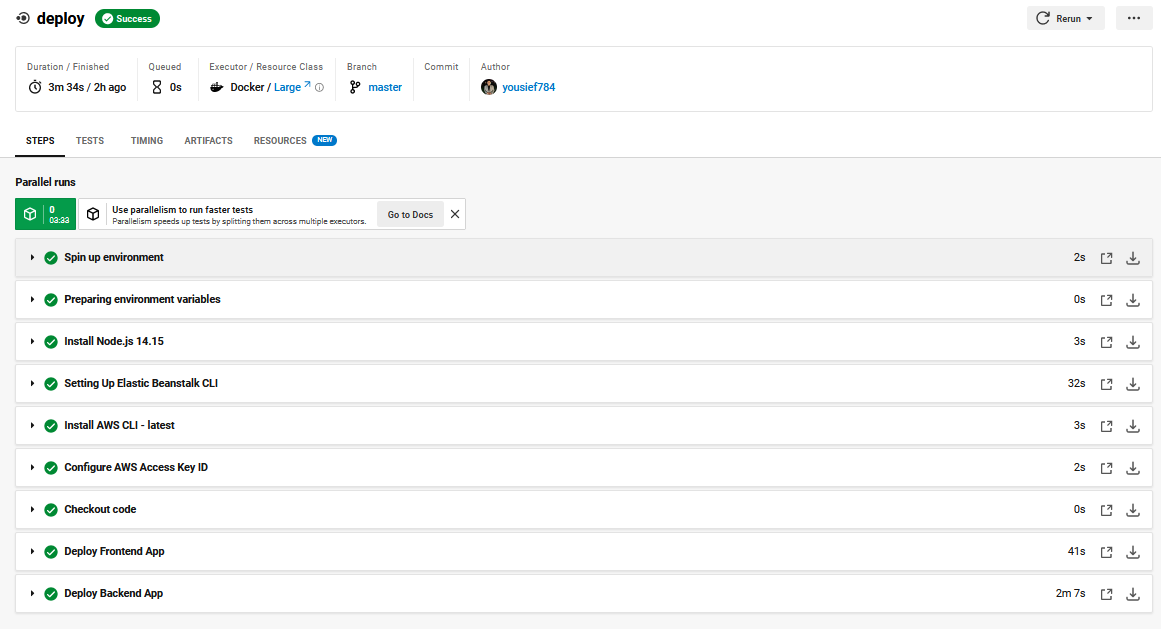 deploy Success Rerun
Duration / Finished Queued Executor / Resource Class Branch Commit Author
3m 34s / 2h ago 0s Docker / Large master yousief784
STEPS TESTS TIMING ARTIFACTS RESOURCES NEW
Parallel runs
0
03:33
Use parallelism to run faster tests
Parallelism speeds up tests by splitting them across multiple executors.
Go to Docs
Spin up environment 2s
Preparing environment variables 0s
Install Node.js 14.15 3s
Setting Up Elastic Beanstalk CLI 32s
Install AWS CLI - latest 3s
Configure AWS Access Key ID 2s
Checkout code 0s
Deploy Frontend App 41s
Deploy Backend App 2m 7s